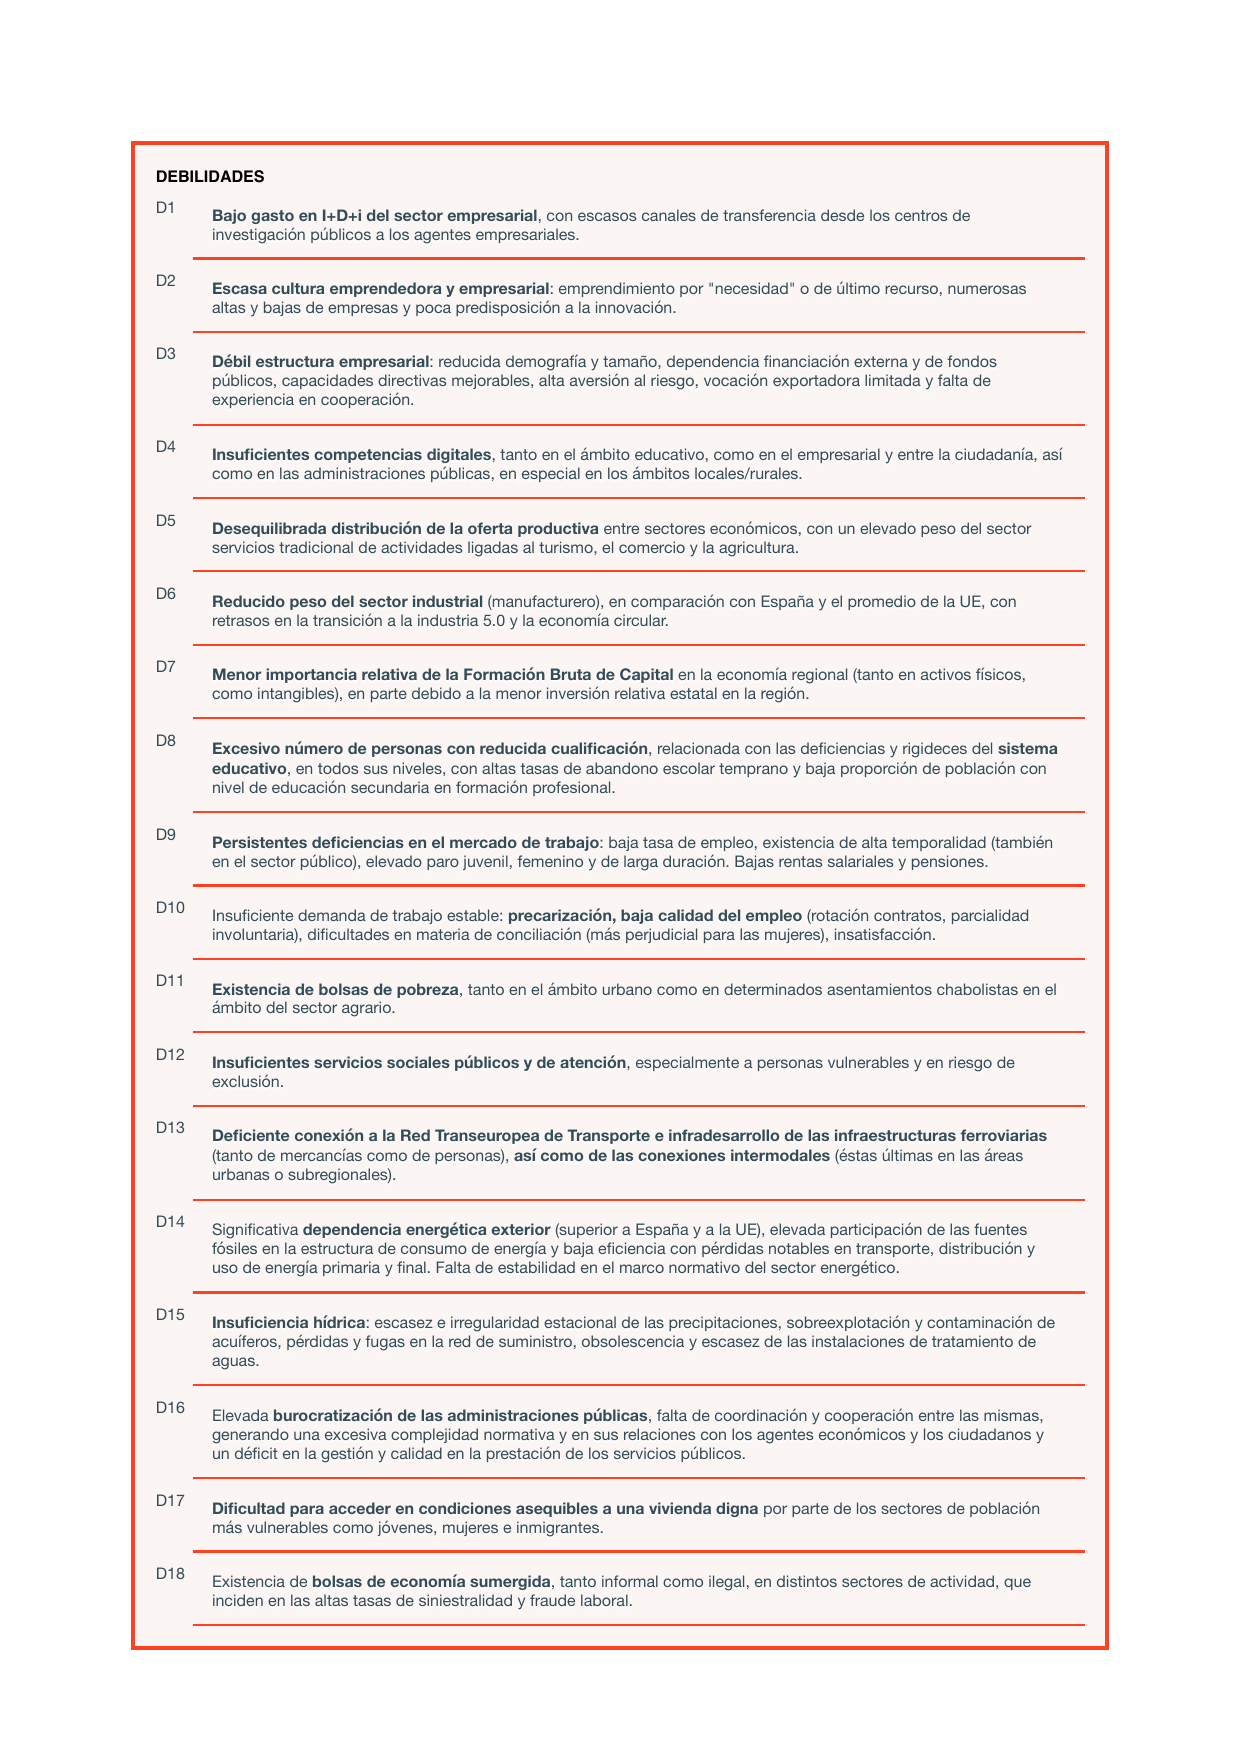 DEBILIDADES
D1
Bajo gasto en I+D+i del sector empresarial, con escasos canales de transferencia desde los centros de
investigación públicos a los agentes empresariales.
D2
Escasa cultura emprendedora y empresarial: emprendimiento por "necesidad" o de último recurso, numerosas
altas y bajas de empresas y poca predisposición a la innovación.
D3
Débil estructura empresarial: reducida demografía y tamaño, dependencia financiación externa y de fondos
públicos, capacidades directivas mejorables, alta aversión al riesgo, vocación exportadora limitada y falta de
experiencia en cooperación.
D4
Insuficientes competencias digitales, tanto en el ámbito educativo, como en el empresarial y entre la ciudadanía, así
como en las administraciones públicas, en especial en los ámbitos locales/rurales.
D5
Desequilibrada distribución de la oferta productiva entre sectores económicos, con un elevado peso del sector
servicios tradicional de actividades ligadas al turismo, el comercio y la agricultura.
D6
Reducido peso del sector industrial (manufacturero), en comparación con España y el promedio de la UE, con
retrasos en la transición a la industria 5.0 y la economía circular.
D7
Menor importancia relativa de la Formación Bruta de Capital en la economía regional (tanto en activos físicos,
como intangibles), en parte debido a la menor inversión relativa estatal en la región.
D8
Excesivo número de personas con reducida cualificación, relacionada con las deficiencias y rigideces del sistema
educativo, en todos sus niveles, con altas tasas de abandono escolar temprano y baja proporción de población con
nivel de educación secundaria en formación profesional.
D9
Persistentes deficiencias en el mercado de trabajo: baja tasa de empleo, existencia de alta temporalidad (también
en el sector público), elevado paro juvenil, femenino y de larga duración. Bajas rentas salariales y pensiones.
D10
Insuficiente demanda de trabajo estable: precarización, baja calidad del empleo (rotación contratos, parcialidad
involuntaria), dificultades en materia de conciliación (más perjudicial para las mujeres), insatisfacción.
D11
Existencia de bolsas de pobreza, tanto en el ámbito urbano como en determinados asentamientos chabolistas en el
ámbito del sector agrario.
D12
Insuficientes servicios sociales públicos y de atención, especialmente a personas vulnerables y en riesgo de
exclusión.
D13
Deficiente conexión a la Red Transeuropea de Transporte e infradesarrollo de las infraestructuras ferroviarias
(tanto de mercancías como de personas), así como de las conexiones intermodales (éstas últimas en las áreas
urbanas o subregionales).
D14
Significativa dependencia energética exterior (superior a España y a la UE), elevada participación de las fuentes
fósiles en la estructura de consumo de energía y baja eficiencia con pérdidas notables en transporte, distribución y
uso de energía primaria y final. Falta de estabilidad en el marco normativo del sector energético.
D15
Insuficiencia hídrica: escasez e irregularidad estacional de las precipitaciones, sobreexplotación y contaminación de
acuíferos, pérdidas y fugas en la red de suministro, obsolescencia y escasez de las instalaciones de tratamiento de
aguas.
D16
Elevada burocratización de las administraciones públicas, falta de coordinación y cooperación entre las mismas,
generando una excesiva complejidad normativa y en sus relaciones con los agentes económicos y los ciudadanos y
un déficit en la gestión y calidad en la prestación de los servicios públicos.
D17
Dificultad para acceder en condiciones asequibles a una vivienda digna por parte de los sectores de población
más vulnerables como jóvenes, mujeres e inmigrantes.
D18
Existencia de bolsas de economía sumergida, tanto informal como ilegal, en distintos sectores de actividad, que
inciden en las altas tasas de siniestralidad y fraude laboral.